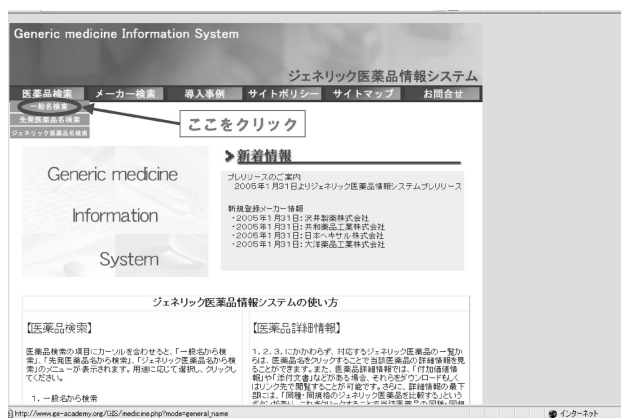 Generic medicine Information System
ジェネリック医薬品情報システム
医薬品検索 メーカー検索 導入事例 サイトポリシー サイトマップ お問合せ
一般名検索
先発医薬品名検索
ジェネリック医薬品名検索
ここをクリック
新着情報
Generic medicine
Information
System
プレリリースのご案内
2005年1月31日よりジェネリック医薬品情報システムプレリリース
新規登録メーカー情報
・2005年1月31日：沢井製薬株式会社
・2005年1月31日：共和薬品工業株式会社
・2005年1月31日：日本ヘキサル株式会社
・2005年1月31日：大洋薬品工業株式会社
ジェネリック医薬品情報システムの使い方
【医薬品検索】
医薬品検索の項目にカーソルを合わせると、「一般名から検
索」、「先発医薬品名から検索」、「ジェネリック医薬品名から検
索」のメニューが表示されます。用途に応じて選択し、クリックし
てください。
1．一般名から検索
【医薬品詳細情報】
1．2．3．にかかわらず、対応するジェネリック医薬品の一覧か
らは、医薬品名をクリックすることで当該医薬品の詳細情報を見
ることができます。また、医薬品詳細情報では、「付加価値情
報」や「添付文書」などがある場合、それらをダウンロードもしく
はリンク先で閲覧することが可能です。さらに、詳細情報の最下
部には、「同種・同規格のジェネリック医薬品を比較する」という
http://www.ge-academy.org/GIS/medicine.php?mode=general_name
インターネット